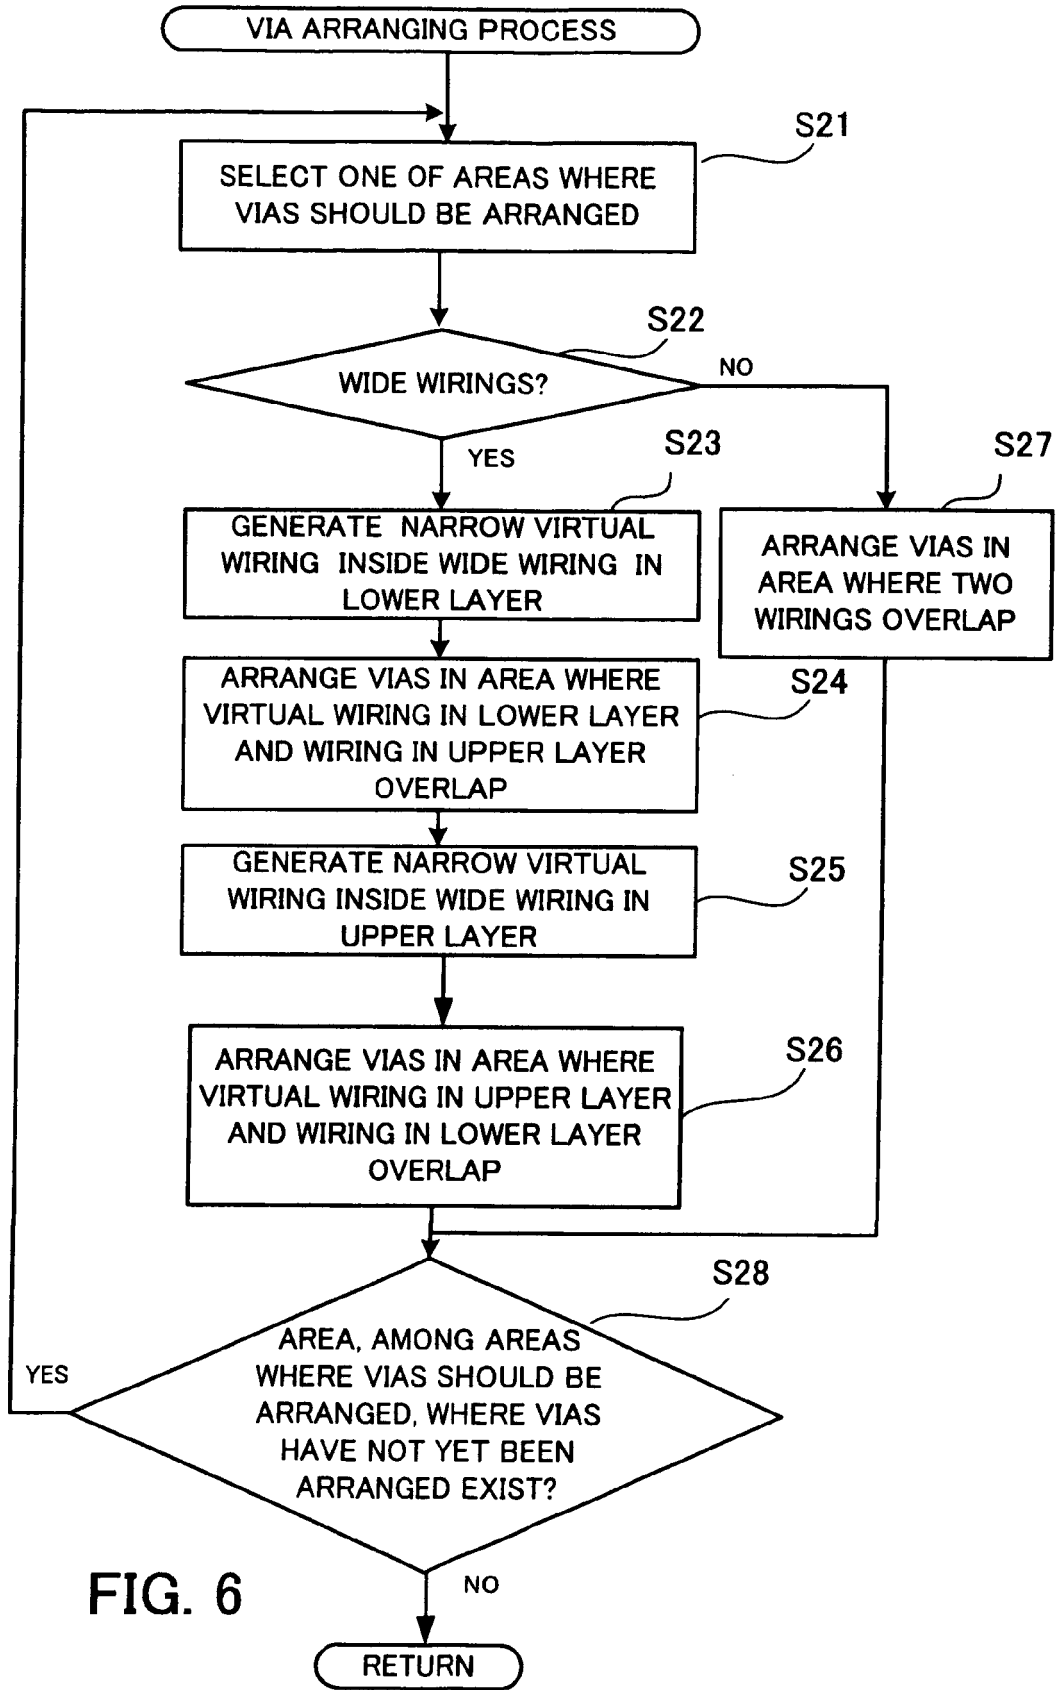 VIA ARRANGING PROCESS
S21
SELECT ONE OF AREAS WHERE
VIAS SHOULD BE ARRANGED
S22
WIDE WIRINGS?
NO
YES
S23
GENERATE NARROW VIRTUAL
WIRING INSIDE WIDE WIRING IN
LOWER LAYER
S27
ARRANGE VIAS IN
AREA WHERE TWO
WIRINGS OVERLAP
S24
ARRANGE VIAS IN AREA WHERE
VIRTUAL WIRING IN LOWER LAYER
AND WIRING IN UPPER LAYER
OVERLAP
S25
GENERATE NARROW VIRTUAL
WIRING INSIDE WIDE WIRING IN
UPPER LAYER
S26
ARRANGE VIAS IN AREA WHERE
VIRTUAL WIRING IN UPPER LAYER
AND WIRING IN LOWER LAYER
OVERLAP
S28
AREA, AMONG AREAS
WHERE VIAS SHOULD BE
ARRANGED, WHERE VIAS
HAVE NOT YET BEEN
ARRANGED EXIST?
YES
NO
FIG. 6
RETURN